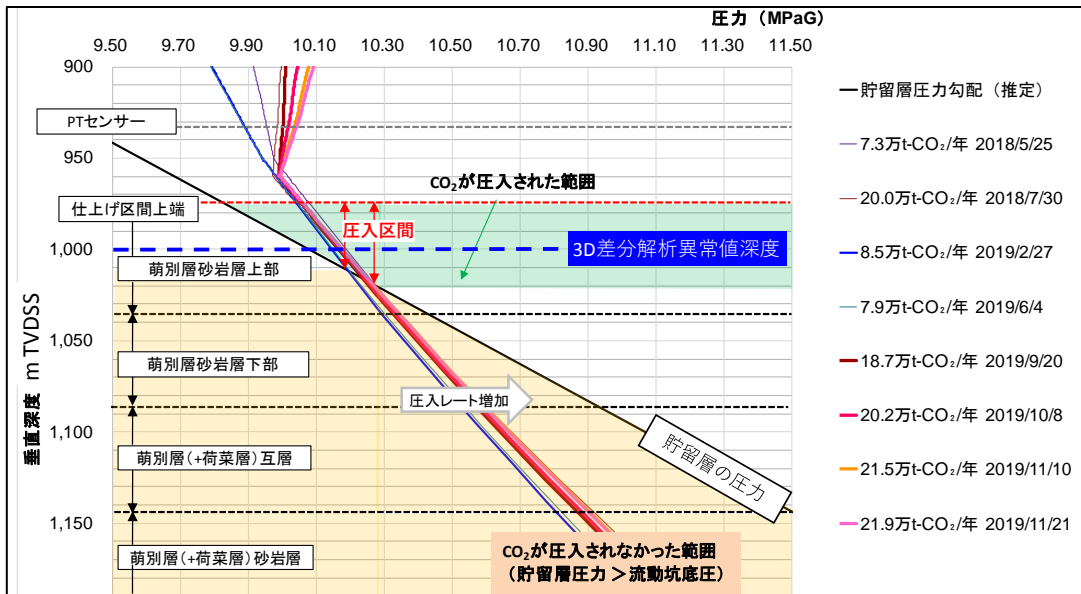 圧力（MPaG）
9.50 9.70 9.90 10.10 10.30 10.50 10.70 10.90 11.10 11.30 11.50
900
PTセンサー
950
CO₂が圧入された範囲
仕上げ区間上端
圧入区間
1,000
3D差分解析異常値深度
萌別層砂岩層上部
1,050
萌別層砂岩層下部
圧入レート増加
1,100
萌別層(+荷菜層)互層
貯留層の圧力
1,150
萌別層(+荷菜層)砂岩層
CO₂が圧入されなかった範囲
（貯留層圧力＞流動坑底圧）
垂直深度 m TVDSS
貯留層圧力勾配（推定）
7.3万t-CO₂/年 2018/5/25
20.0万t-CO₂/年 2018/7/30
8.5万t-CO₂/年 2019/2/27
7.9万t-CO₂/年 2019/6/4
18.7万t-CO₂/年 2019/9/20
20.2万t-CO₂/年 2019/10/8
21.5万t-CO₂/年 2019/11/10
21.9万t-CO₂/年 2019/11/21